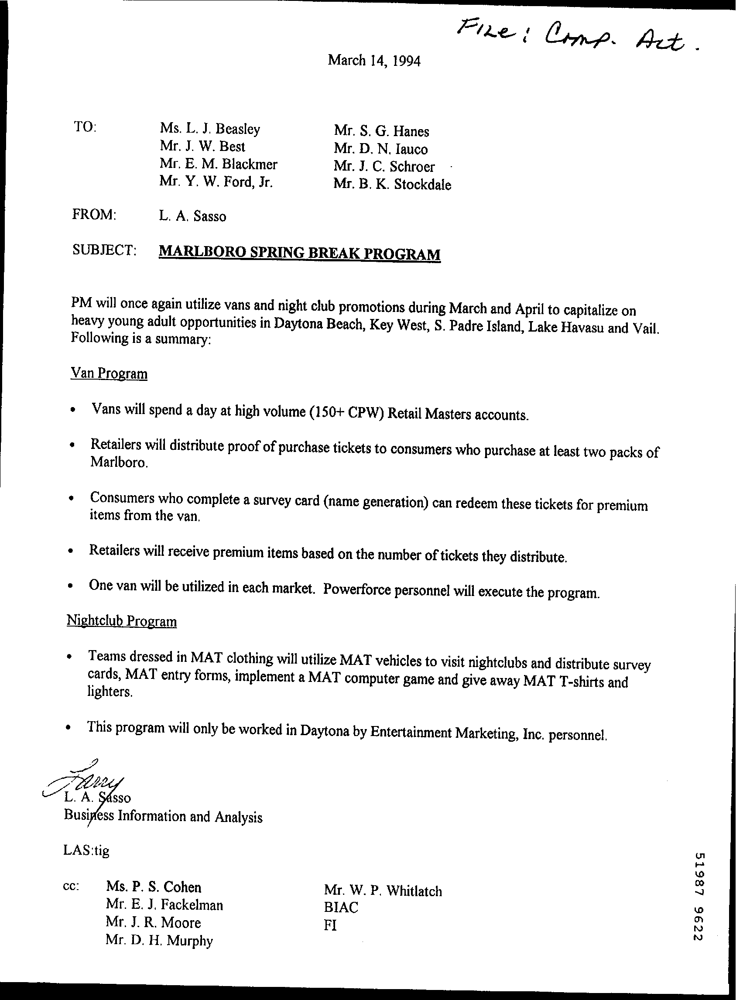 File: Comp. Act.
March 14, 1994
TO: Ms. L. J. Beasley Mr. S. G. Hanes
Mr. J. W. Best Mr. D. N. Iauco
Mr. E. M. Blackmer Mr. J. C. Schroer
Mr. Y. W. Ford, Jr. Mr. B. K. Stockdale
FROM: L. A. Sasso
SUBJECT: MARLBORO SPRING BREAK PROGRAM
PM will once again utilize vans and night club promotions during March and April to capitalize on
heavy young adult opportunities in Daytona Beach, Key West, S. Padre Island, Lake Havasu and Vail.
Following is a summary:
Van Program
• Vans will spend a day at high volume (150+ CPW) Retail Masters accounts.
• Retailers will distribute proof of purchase tickets to consumers who purchase at least two packs of
Marlboro.
• Consumers who complete a survey card (name generation) can redeem these tickets for premium
items from the van.
• Retailers will receive premium items based on the number of tickets they distribute.
• One van will be utilized in each market. Powerforce personnel will execute the program.
Nightclub Program
• Teams dressed in MAT clothing will utilize MAT vehicles to visit nightclubs and distribute survey
cards, MAT entry forms, implement a MAT computer game and give away MAT T-shirts and
lighters.
• This program will only be worked in Daytona by Entertainment Marketing, Inc. personnel.
Larry
L. A. Sasso
Business Information and Analysis
LAS:tig
cc: Ms. P. S. Cohen Mr. W. P. Whitlatch
Mr. E. J. Fackelman BIAC
Mr. J. R. Moore FI
Mr. D. H. Murphy
51987 9622